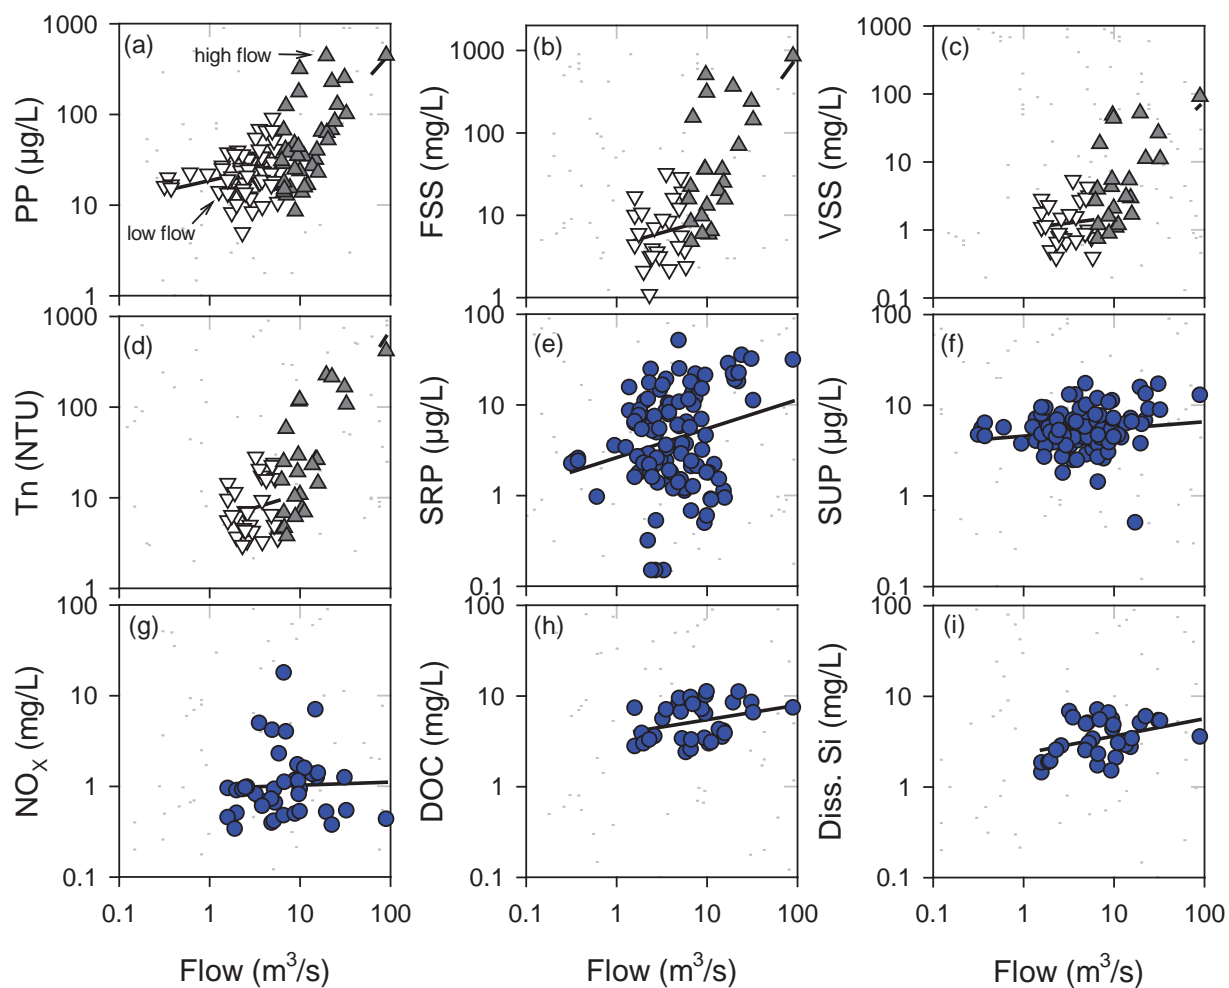 (a)
high flow
low flow
PP (µg/L)
1000
100
10
1
(b)
FSS (mg/L)
1000
100
10
1
(c)
VSS (mg/L)
1000
100
10
1
0.1
(d)
Tn (NTU)
1000
100
10
1
(e)
SRP (µg/L)
100
10
1
0.1
(f)
SUP (µg/L)
100
10
1
0.1
(g)
NOₓ (mg/L)
100
10
1
0.1
0.1 1 10 100
Flow (m³/s)
(h)
DOC (mg/L)
100
10
1
0.1
0.1 1 10 100
Flow (m³/s)
(i)
Diss. Si (mg/L)
100
10
1
0.1
0.1 1 10 100
Flow (m³/s)